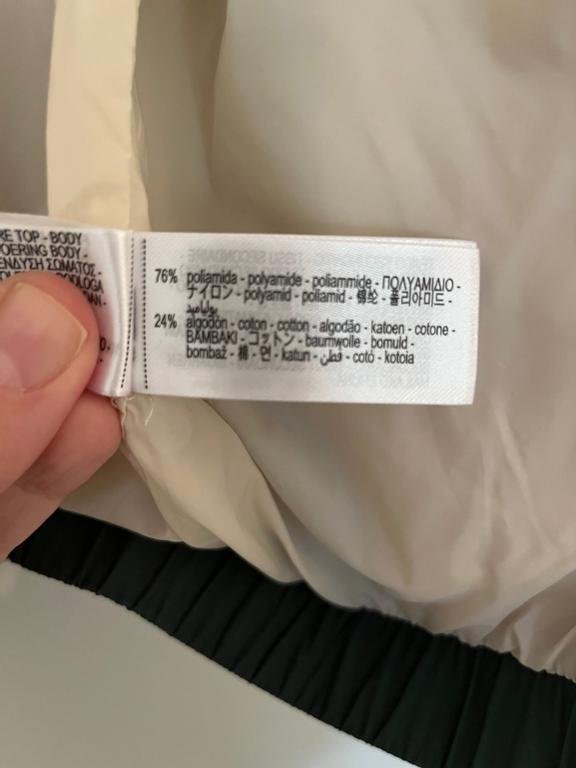 RE TOP - BODY
OERING BODY -
ΕΝΔΥΣΗ ΣΩΜΑΤΟΣ -
76% poliamida - polyamide - poliammide - ΠΟΛΥΑΜΙΔΙΟ -
ナイロン - polyamid - poliamid - 锦纶 - 폴리아미드 -
بولياميد
24% algodón - coton - cotton - algodão - katoen - cotone -
ΒΑΜΒΑΚΙ - コットン - baumwolle - bomuld -
bombaž - 棉 - 면 - katun - قطن - cotó - kotoia